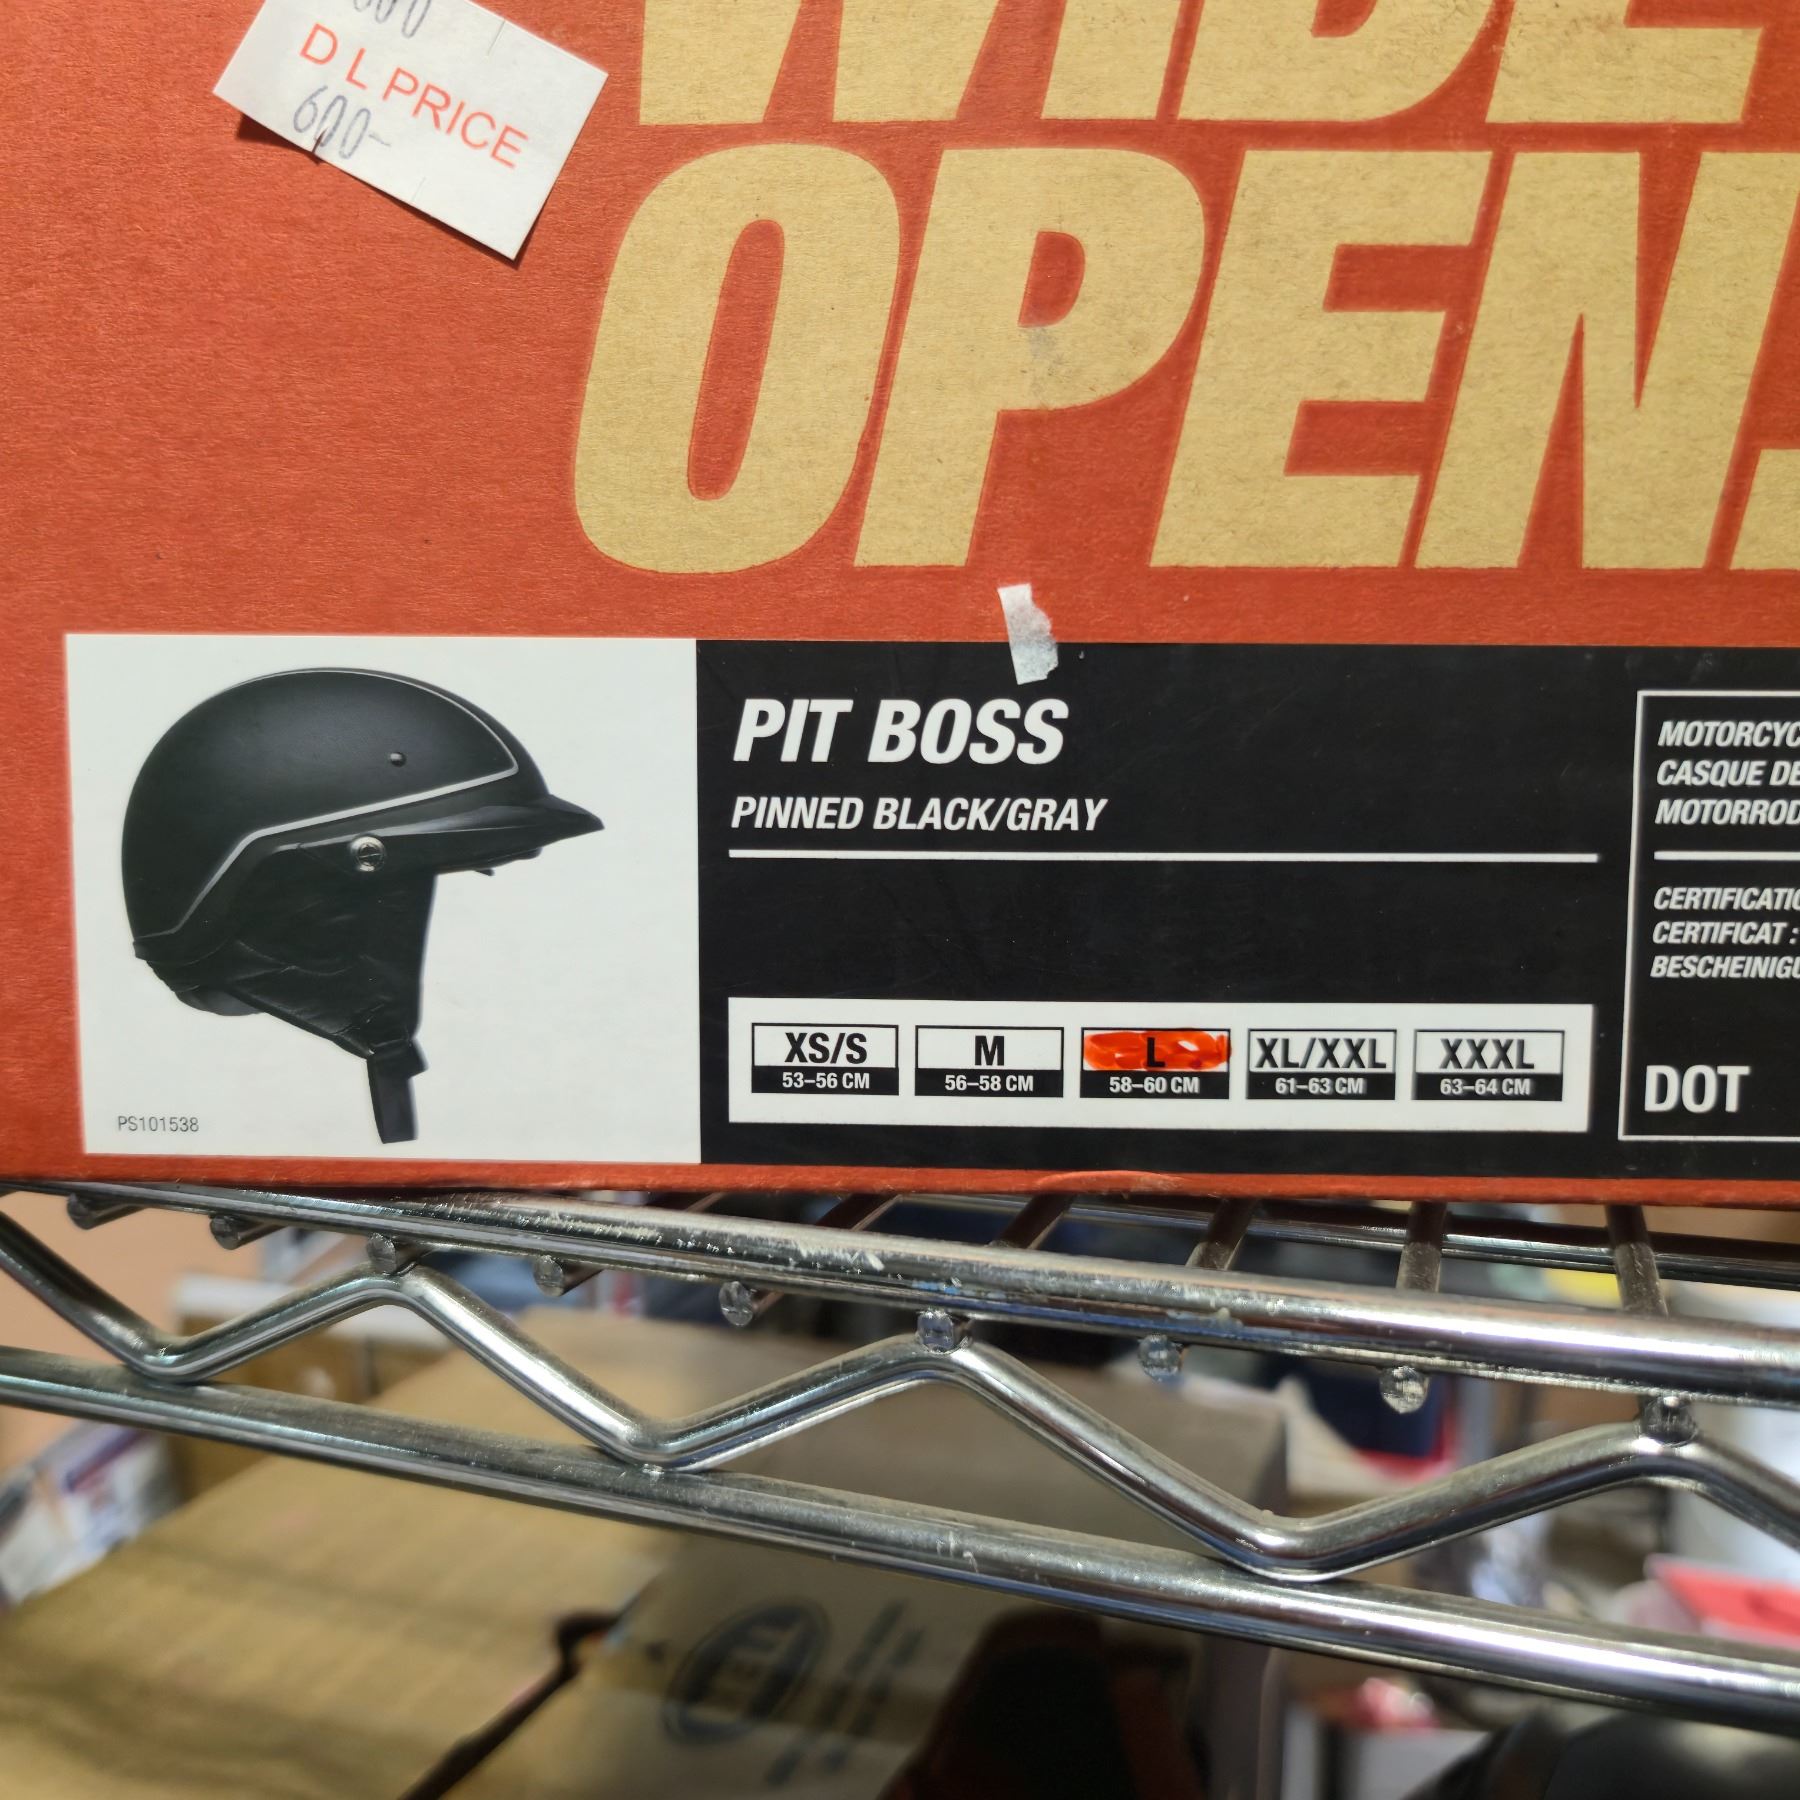 D L PRICE
600-
WIDE
OPEN.
PIT BOSS
PINNED BLACK/GRAY
XS/S
53–56 CM
M
56–58 CM
L
58–60 CM
XL/XXL
61–63 CM
XXXL
63–64 CM
MOTORCYC
CASQUE DE
MOTORROD
CERTIFICATIO
CERTIFICAT :
BESCHEINIGU
DOT
PS101538